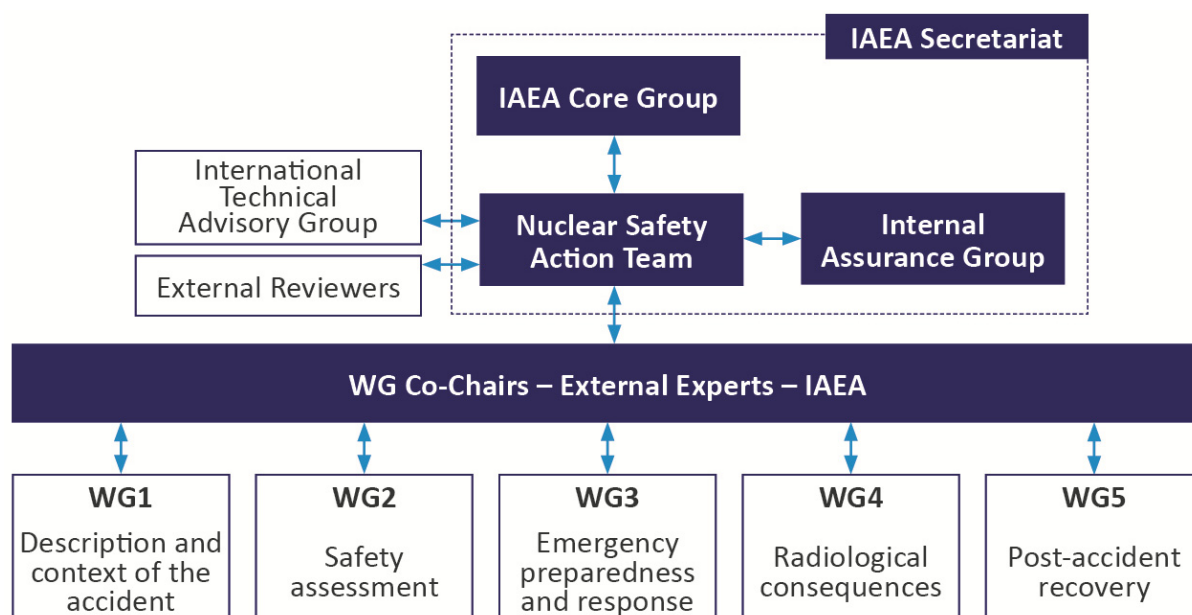 IAEA Secretariat
IAEA Core Group
International
Technical
Advisory Group
Nuclear Safety
Action Team
Internal
Assurance Group
External Reviewers
WG Co-Chairs – External Experts – IAEA
WG1
Description and
context of the
accident
WG2
Safety
assessment
WG3
Emergency
preparedness
and response
WG4
Radiological
consequences
WG5
Post-accident
recovery